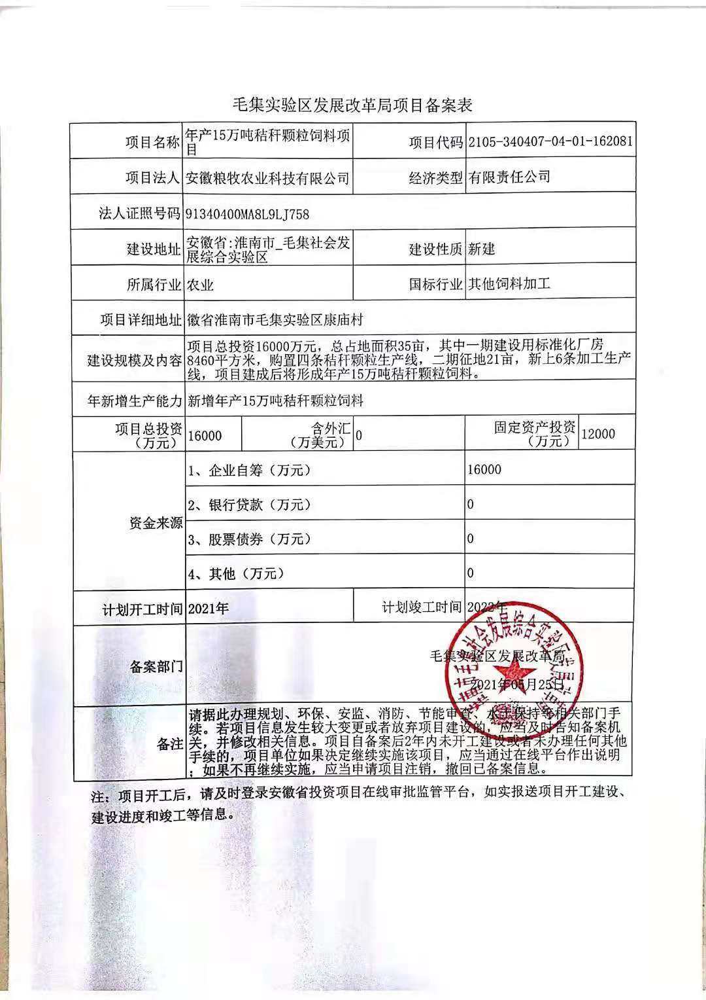 毛集实验区发展改革局项目备案表
项目名称 年产15万吨秸秆颗粒饲料项目 项目代码 2105-340407-04-01-162081
项目法人 安徽粮牧农业科技有限公司 经济类型 有限责任公司
法人证照号码 91340400MA8L9LJ758
建设地址 安徽省:淮南市_毛集社会发展综合实验区 建设性质 新建
所属行业 农业 国标行业 其他饲料加工
项目详细地址 徽省淮南市毛集实验区康庙村
建设规模及内容 项目总投资16000万元，总占地面积35亩，其中一期建设用标准化厂房
8460平方米，购置四条秸秆颗粒生产线，二期征地21亩，新上6条加工生产
线，项目建成后将形成年产15万吨秸秆颗粒饲料。
年新增生产能力 新增年产15万吨秸秆颗粒饲料
项目总投资（万元） 16000 含外汇（万美元） 0 固定资产投资（万元） 12000
资金来源
1、企业自筹（万元） 16000
2、银行贷款（万元） 0
3、股票债券（万元） 0
4、其他（万元） 0
计划开工时间 2021年 计划竣工时间 2022年
备案部门
毛集实验区发展改革局
2021年05月25日
备注
请据此办理规划、环保、安监、消防、节能审查、水土保持等相关部门手
续。若项目信息发生较大变更或者放弃项目建设的，应当及时告知备案机
关，并修改相关信息。项目自备案后2年内未开工建设或者未办理任何其他
手续的，项目单位如果决定继续实施该项目，应当通过在线平台作出说明
；如果不再继续实施，应当申请项目注销，撤回已备案信息。
注：项目开工后，请及时登录安徽省投资项目在线审批监管平台，如实报送项目开工建设、
建设进度和竣工等信息。